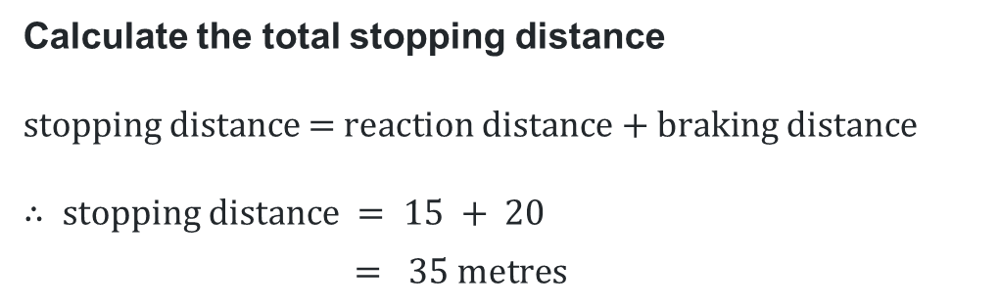 Calculate the total stopping distance
stopping distance = reaction distance + braking distance
∴ stopping distance = 15 + 20
= 35 metres